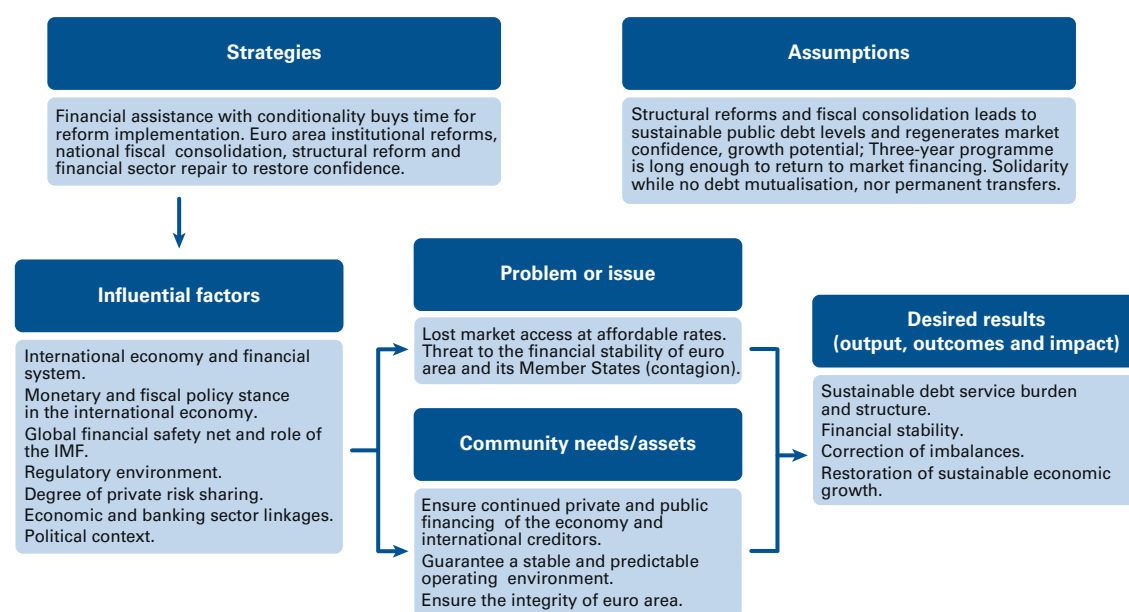 Strategies
Financial assistance with conditionality buys time for
reform implementation. Euro area institutional reforms,
national fiscal consolidation, structural reform and
financial sector repair to restore confidence.
Assumptions
Structural reforms and fiscal consolidation leads to
sustainable public debt levels and regenerates market
confidence, growth potential; Three-year programme
is long enough to return to market financing. Solidarity
while no debt mutualisation, nor permanent transfers.
Influential factors
International economy and financial
system.
Monetary and fiscal policy stance
in the international economy.
Global financial safety net and role of
the IMF.
Regulatory environment.
Degree of private risk sharing.
Economic and banking sector linkages.
Political context.
Problem or issue
Lost market access at affordable rates.
Threat to the financial stability of euro
area and its Member States (contagion).
Community needs/assets
Ensure continued private and public
financing of the economy and
international creditors.
Guarantee a stable and predictable
operating environment.
Ensure the integrity of euro area.
Desired results
(output, outcomes and impact)
Sustainable debt service burden
and structure.
Financial stability.
Correction of imbalances.
Restoration of sustainable economic
growth.